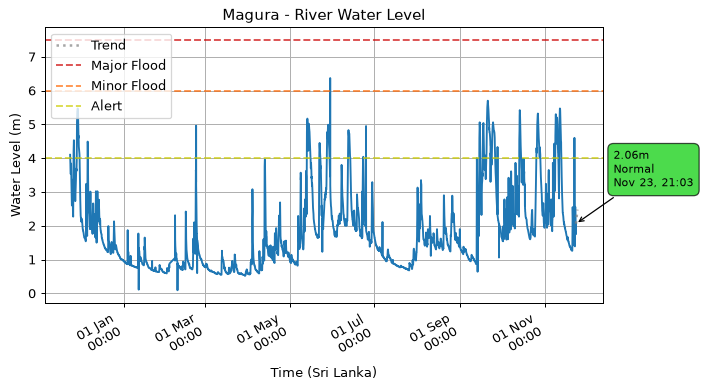 Magura - River Water Level
Trend
Major Flood
Minor Flood
Alert
7
6
5
4
3
2
1
0
Water Level (m)
2.06m
Normal
Nov 23, 21:03
01 Jan
00:00
01 Mar
00:00
01 May
00:00
01 Jul
00:00
01 Sep
00:00
01 Nov
00:00
Time (Sri Lanka)